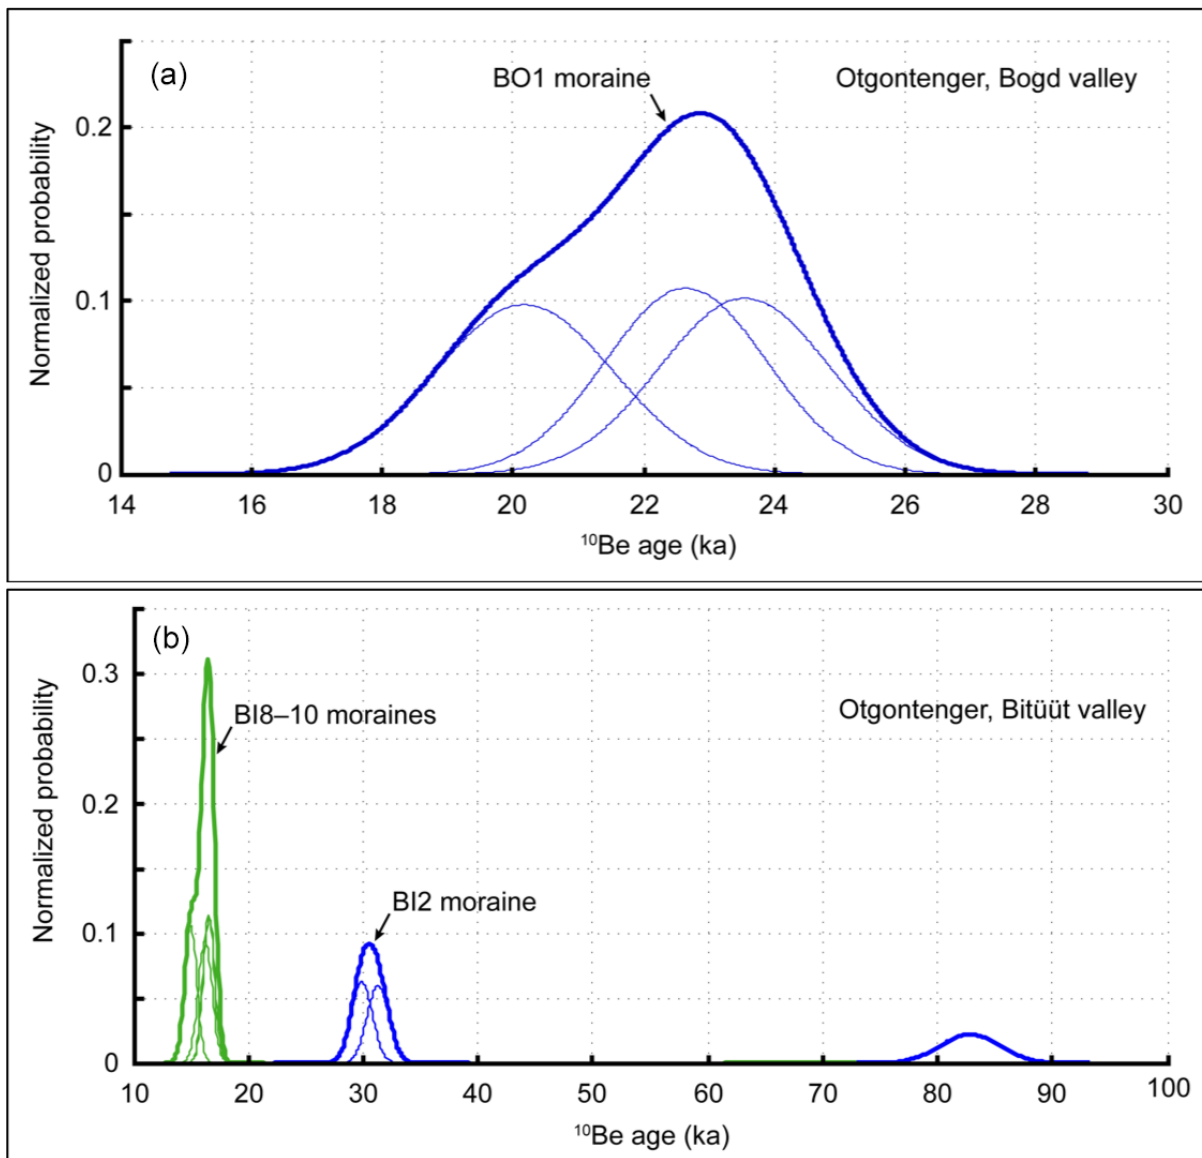 (a)
BO1 moraine
Otgontenger, Bogd valley
Normalized probability
0.2
0.1
0
14 16 18 20 22 24 26 28 30
¹⁰Be age (ka)
(b)
BI8–10 moraines
Otgontenger, Bitüüt valley
BI2 moraine
Normalized probability
0.3
0.2
0.1
0
10 20 30 40 50 60 70 80 90 100
¹⁰Be age (ka)